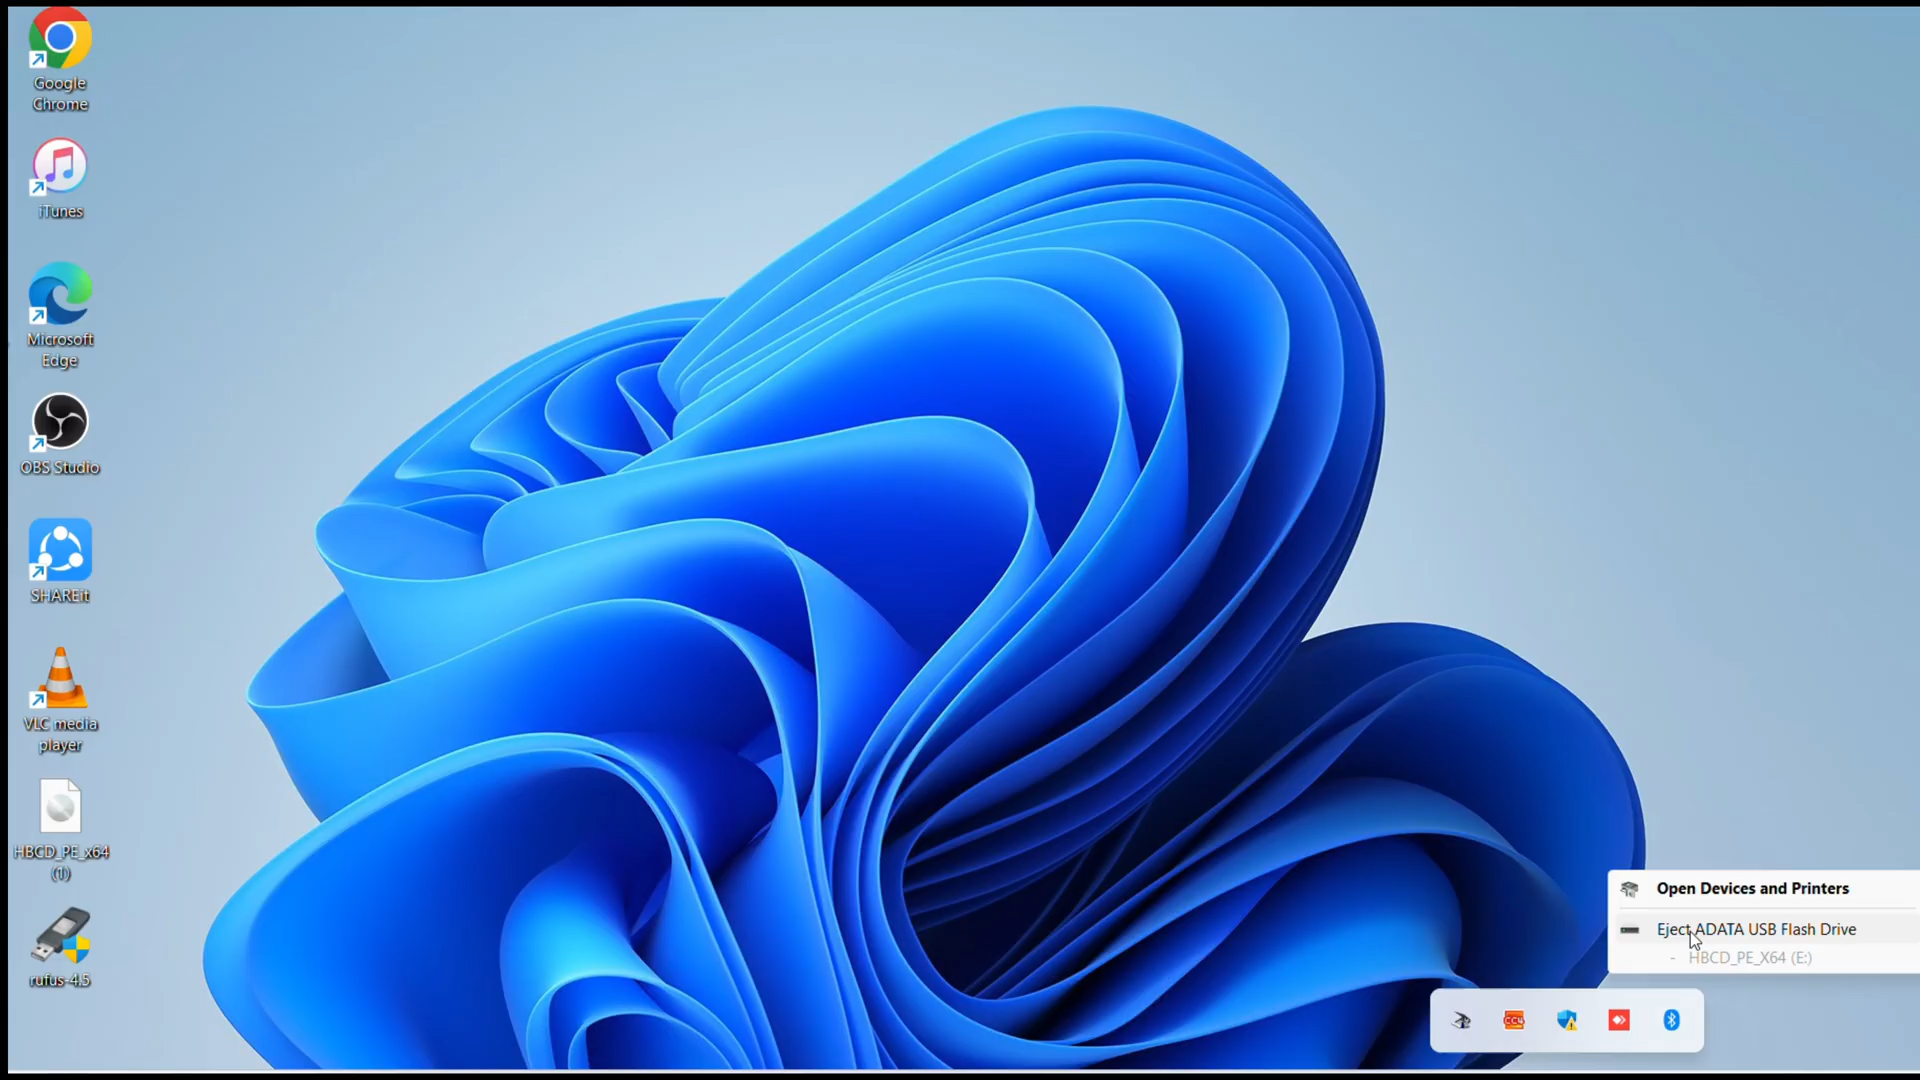 Google
Chrome
iTunes
Microsoft
Edge
OBS Studio
SHAREit
VLC media
player
HBCD_PE_x64
(1)
rufus-4.5
Open Devices and Printers
Eject ADATA USB Flash Drive
- HBCD_PE_X64 (E:)
CC4